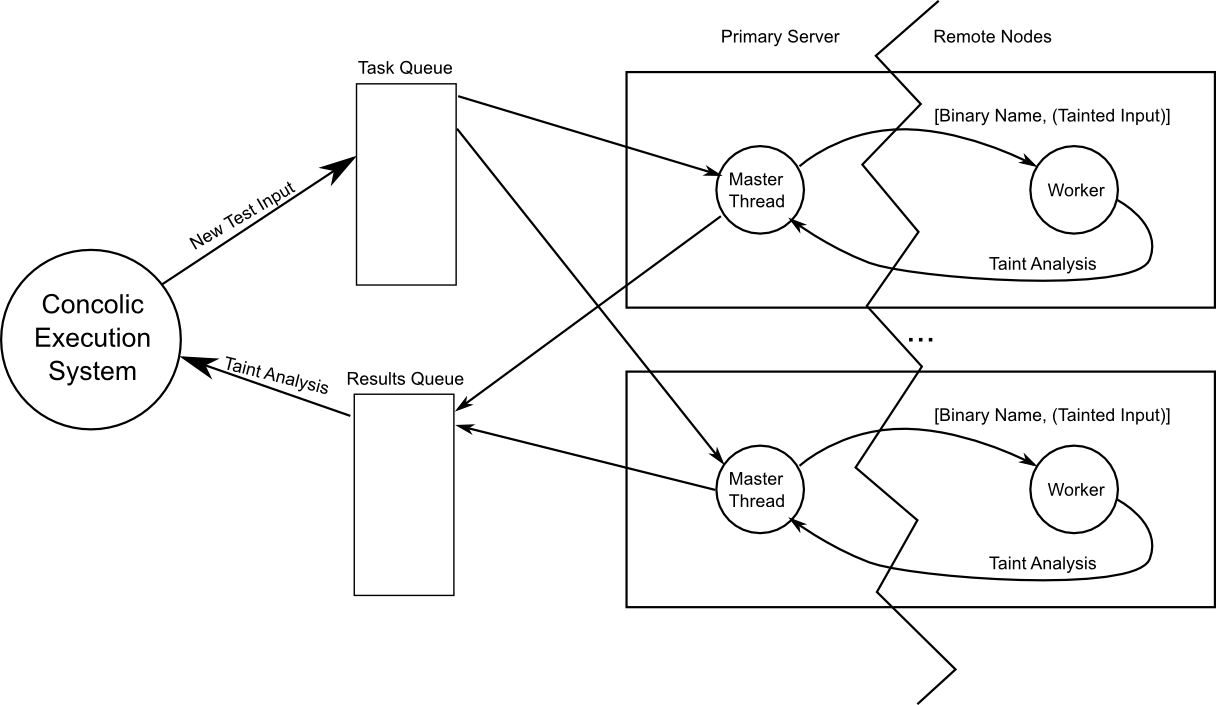 Primary Server
Remote Nodes
Task Queue
[Binary Name, (Tainted Input)]
Master
Thread
Worker
New Test Input
Taint Analysis
Concolic
Execution
System
...
Taint Analysis
Results Queue
[Binary Name, (Tainted Input)]
Master
Thread
Worker
Taint Analysis